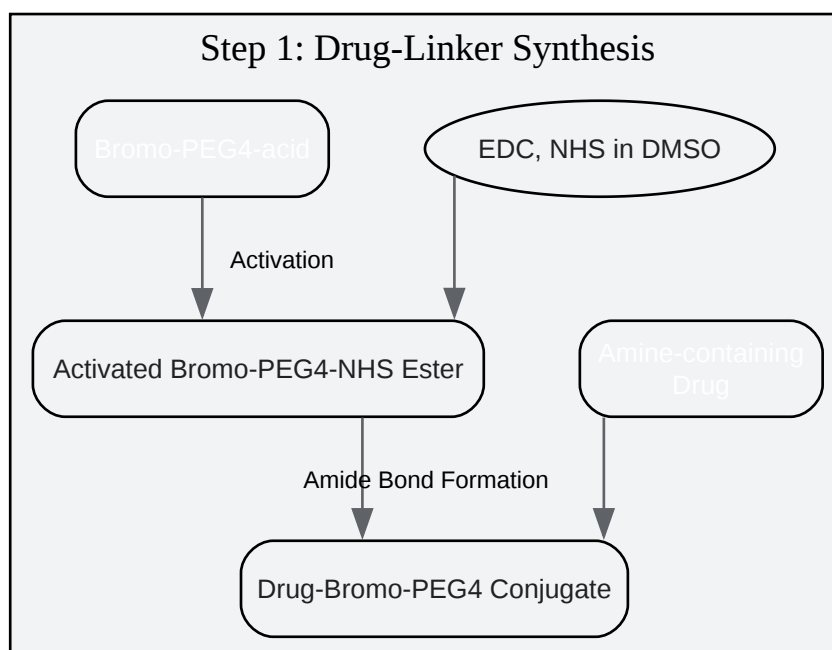 Step 1: Drug-Linker Synthesis
Bromo-PEG4-acid
EDC, NHS in DMSO
Activation
Activated Bromo-PEG4-NHS Ester
Amine-containing
Drug
Amide Bond Formation
Drug-Bromo-PEG4 Conjugate